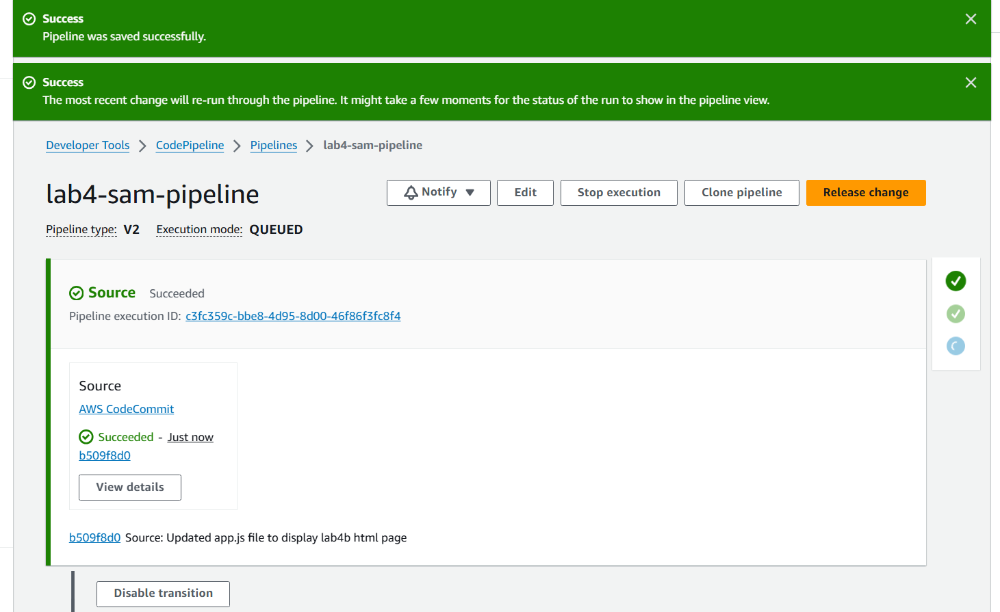 Success
Pipeline was saved successfully.
Success
The most recent change will re-run through the pipeline. It might take a few moments for the status of the run to show in the pipeline view.
Developer Tools > CodePipeline > Pipelines > lab4-sam-pipeline
lab4-sam-pipeline
Notify ▼ Edit Stop execution Clone pipeline Release change
Pipeline type: V2 Execution mode: QUEUED
Source Succeeded
Pipeline execution ID: c3fc359c-bbe8-4d95-8d00-46f86f3fc8f4
Source
AWS CodeCommit
Succeeded - Just now
b509f8d0
View details
b509f8d0 Source: Updated app.js file to display lab4b html page
Disable transition